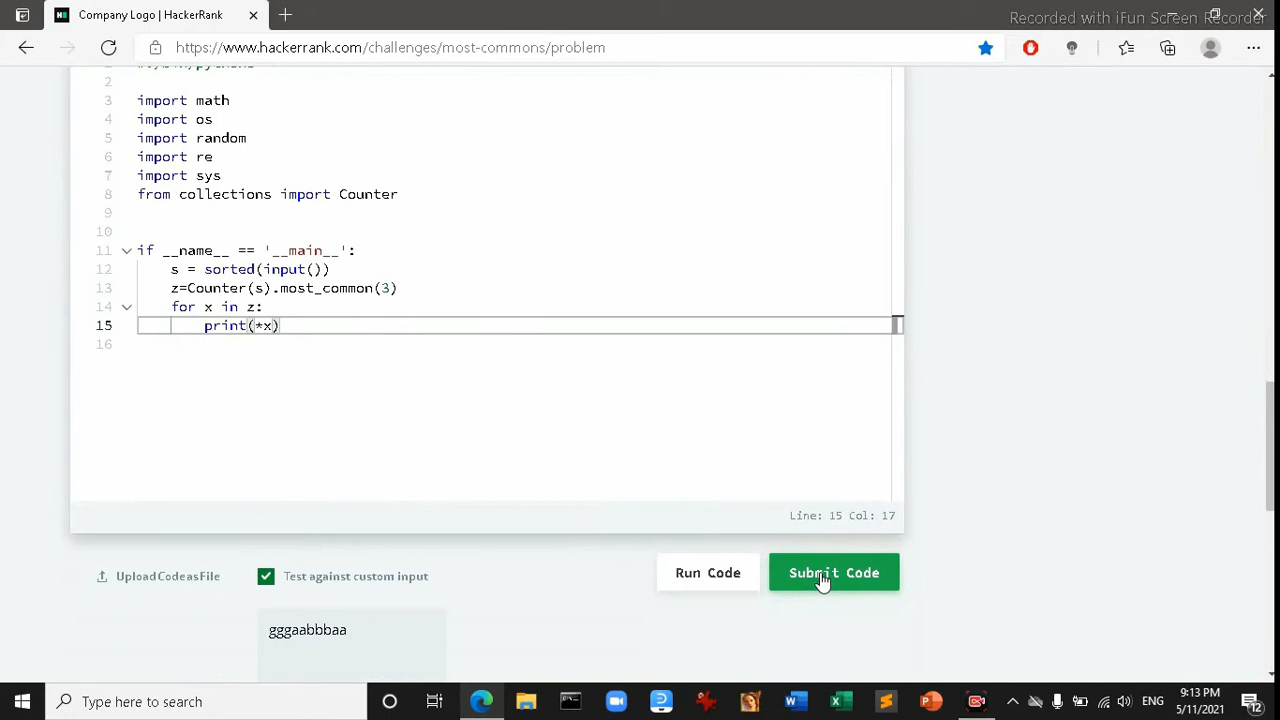 Company Logo | HackerRank
Recorded with iFun Screen Recorder
https://www.hackerrank.com/challenges/most-commons/problem
2
3 import math
4 import os
5 import random
6 import re
7 import sys
8 from collections import Counter
9
10
11 if __name__ == '__main__':
12 s = sorted(input())
13 z=Counter(s).most_common(3)
14 for x in z:
15 print(*x)
16
Line: 15 Col: 17
Upload Code as File
Test against custom input
Run Code
Submit Code
gggaabbbaa
Type here to search
ENG
9:13 PM
5/11/2021
12